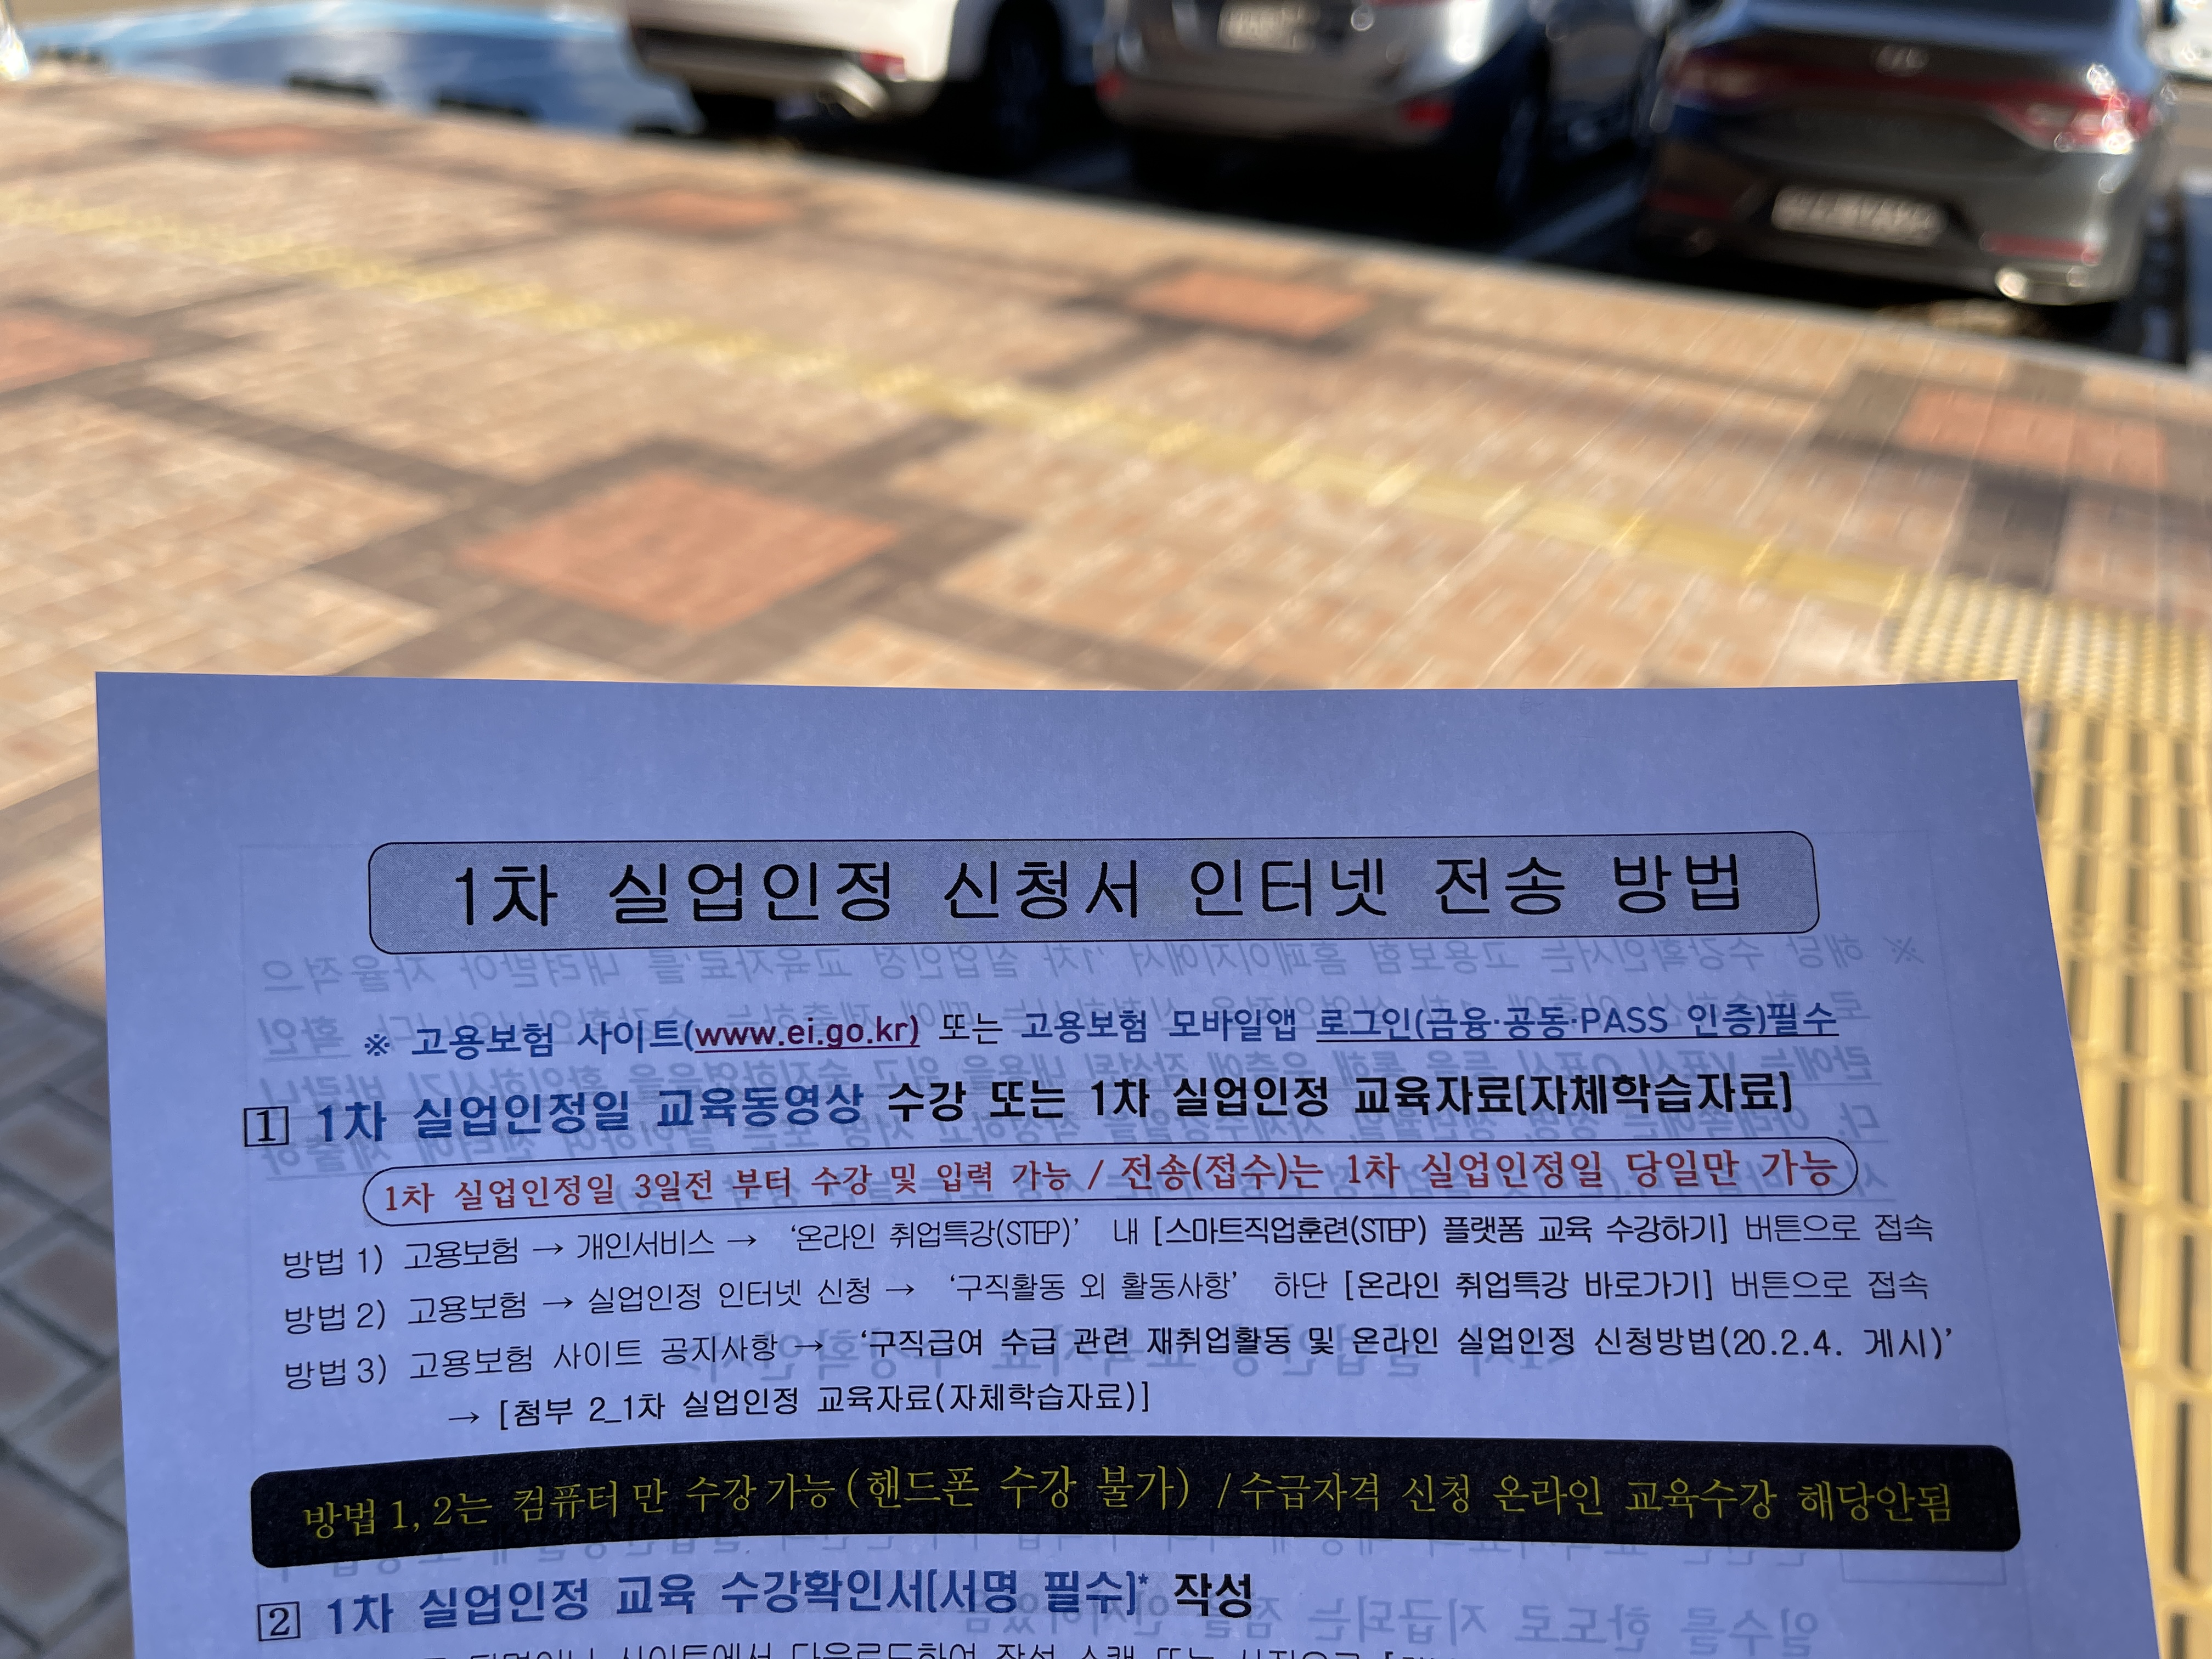 1차 실업인정 신청서 인터넷 전송 방법
※ 고용보험 사이트(www.ei.go.kr) 또는 고용보험 모바일앱 로그인(금융·공동·PASS 인증)필수
1 1차 실업인정일 교육동영상 수강 또는 1차 실업인정 교육자료[자체학습자료]
1차 실업인정일 3일전 부터 수강 및 입력 가능 / 전송(접수)는 1차 실업인정일 당일만 가능
방법 1) 고용보험 → 개인서비스 → ‘온라인 취업특강(STEP)’ 내 [스마트직업훈련(STEP) 플랫폼 교육 수강하기] 버튼으로 접속
방법 2) 고용보험 → 실업인정 인터넷 신청 → ‘구직활동 외 활동사항’ 하단 [온라인 취업특강 바로가기] 버튼으로 접속
방법 3) 고용보험 사이트 공지사항 → ‘구직급여 수급 관련 재취업활동 및 온라인 실업인정 신청방법(20.2.4. 게시)’
→ [첨부 2_1차 실업인정 교육자료(자체학습자료)]
방법 1, 2는 컴퓨터 만 수강 가능 (핸드폰 수강 불가) / 수급자격 신청 온라인 교육수강 해당안됨
2 1차 실업인정 교육 수강확인서[서명 필수]* 작성